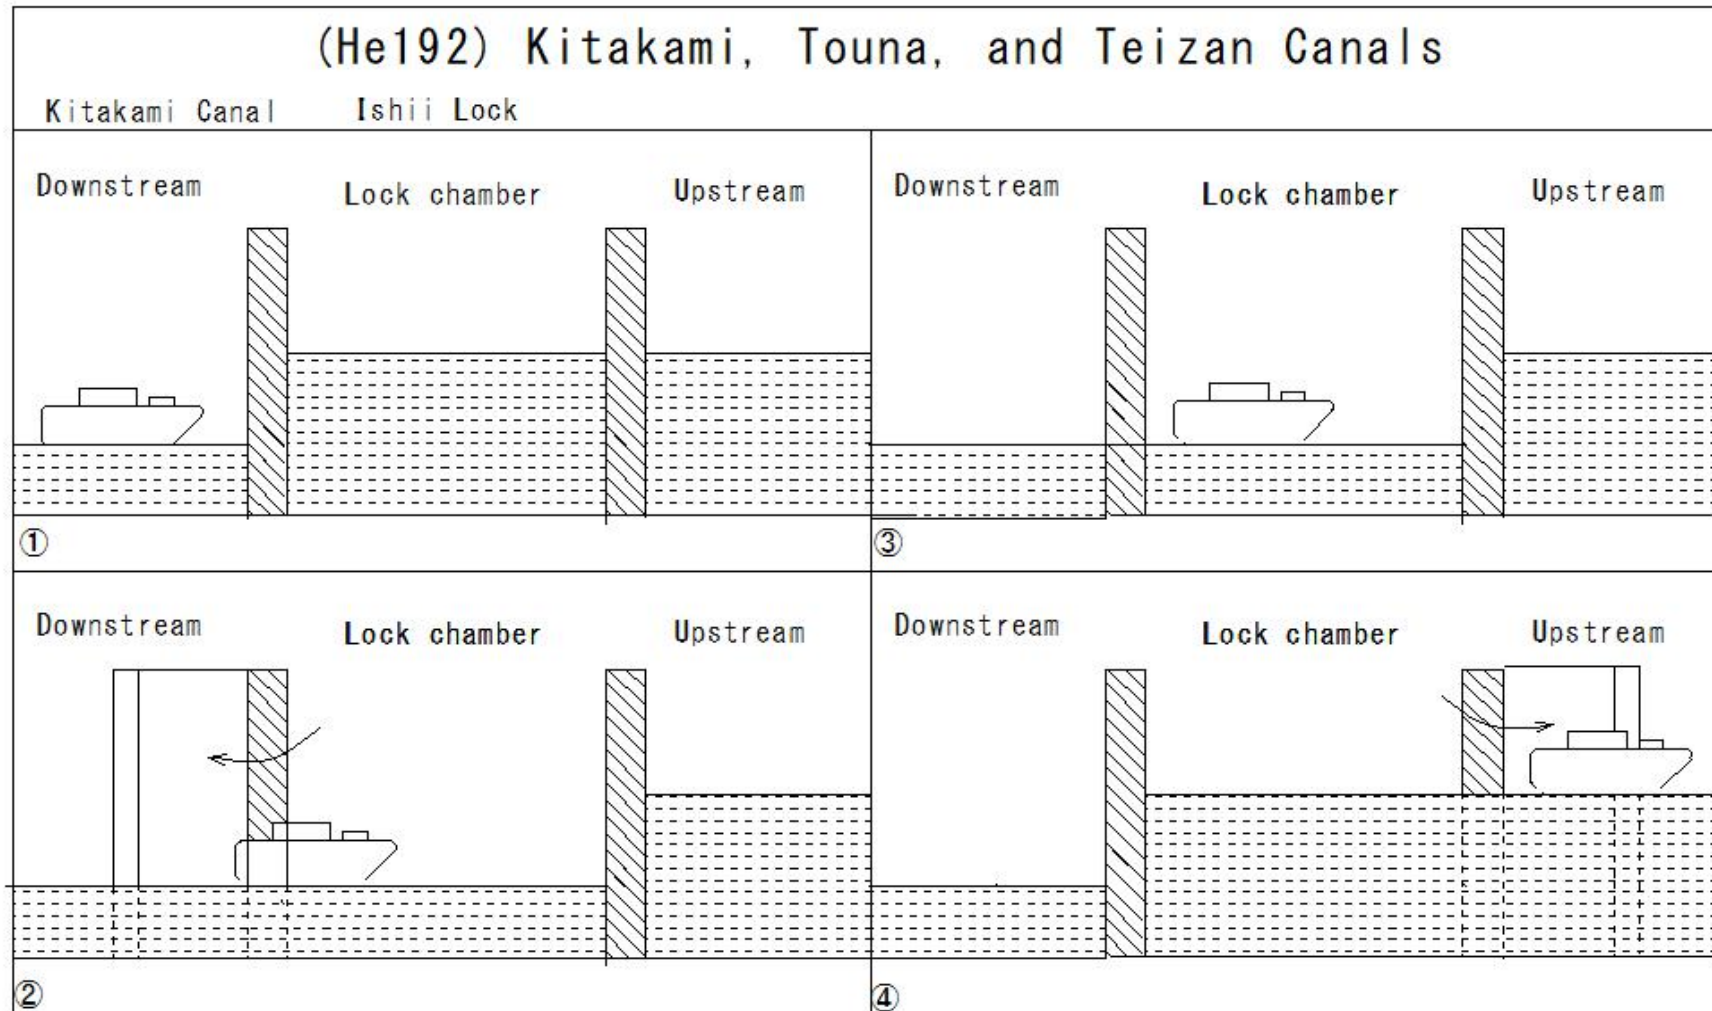 (He192) Kitakami, Touna, and Teizan Canals
Kitakami Canal Ishii Lock
Downstream Lock chamber Upstream
①
Downstream Lock chamber Upstream
②
Downstream Lock chamber Upstream
③
Downstream Lock chamber Upstream
④